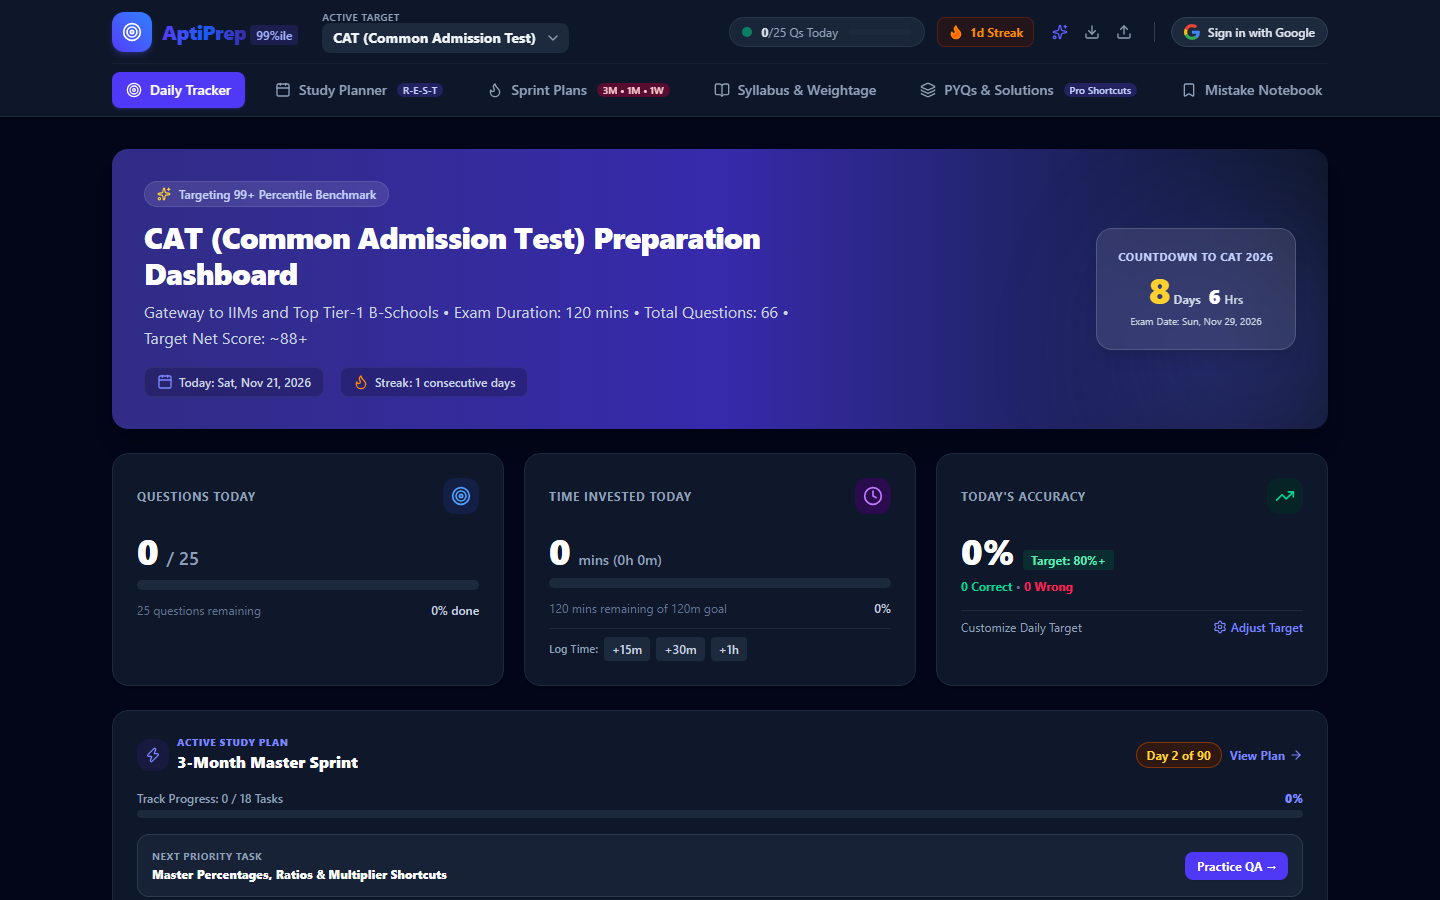 AptiPrep 99%ile
ACTIVE TARGET
CAT (Common Admission Test)
0/25 Qs Today
1d Streak
Sign in with Google
Daily Tracker
Study Planner R-E-S-T
Sprint Plans 3M • 1M • 1W
Syllabus & Weightage
PYQs & Solutions Pro Shortcuts
Mistake Notebook
Targeting 99+ Percentile Benchmark
CAT (Common Admission Test) Preparation
Dashboard
Gateway to IIMs and Top Tier-1 B-Schools • Exam Duration: 120 mins • Total Questions: 66 •
Target Net Score: ~88+
Today: Sat, Nov 21, 2026
Streak: 1 consecutive days
COUNTDOWN TO CAT 2026
8 Days 6 Hrs
Exam Date: Sun, Nov 29, 2026
QUESTIONS TODAY
0 / 25
25 questions remaining
0% done
TIME INVESTED TODAY
0 mins (0h 0m)
120 mins remaining of 120m goal
0%
Log Time: +15m +30m +1h
TODAY'S ACCURACY
0% Target: 80%+
0 Correct • 0 Wrong
Customize Daily Target
Adjust Target
ACTIVE STUDY PLAN
3-Month Master Sprint
Day 2 of 90
View Plan →
Track Progress: 0 / 18 Tasks
0%
NEXT PRIORITY TASK
Master Percentages, Ratios & Multiplier Shortcuts
Practice QA →